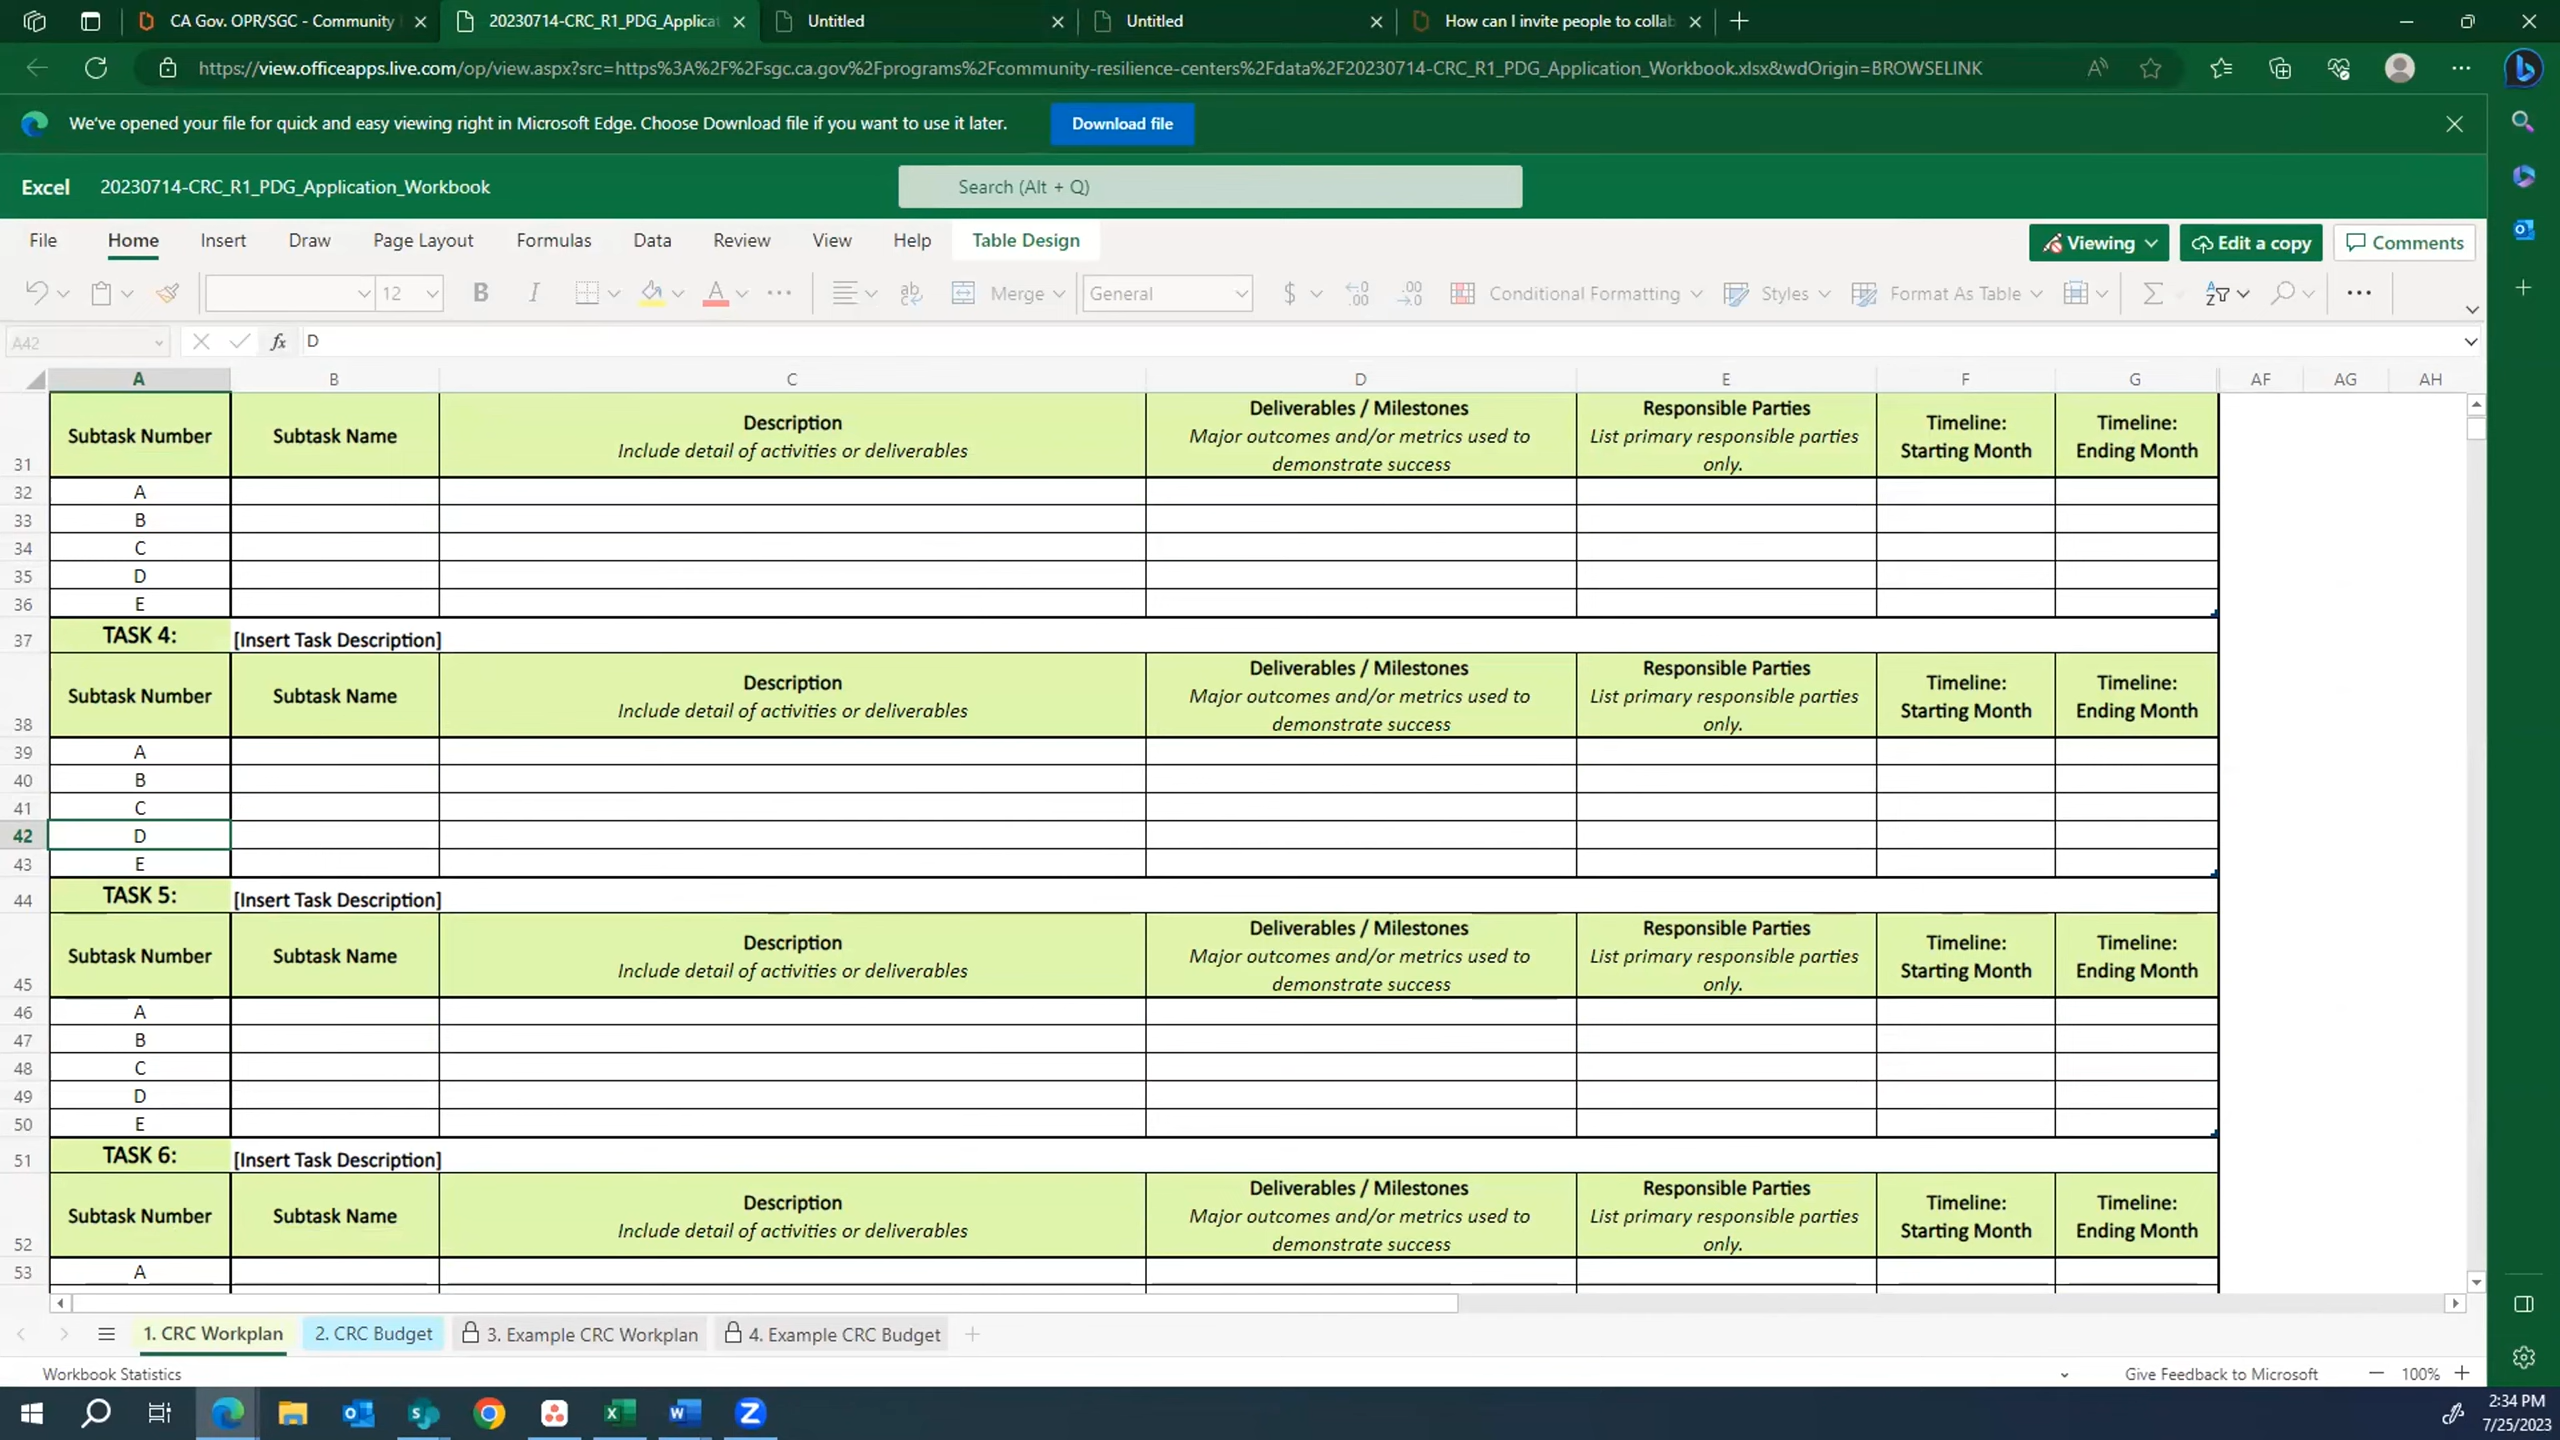 CA Gov. OPR/SGC - Community
20230714-CRC_R1_PDG_Applicat
Untitled
Untitled
How can I invite people to collab
https://view.officeapps.live.com/op/view.aspx?src=https%3A%2F%2Fsgc.ca.gov%2Fprograms%2Fcommunity-resilience-centers%2Fdata%2F20230714-CRC_R1_PDG_Application_Workbook.xlsx&wdOrigin=BROWSELINK
We've opened your file for quick and easy viewing right in Microsoft Edge. Choose Download file if you want to use it later.
Download file
Excel
20230714-CRC_R1_PDG_Application_Workbook
Search (Alt + Q)
File Home Insert Draw Page Layout Formulas Data Review View Help Table Design
Viewing
Edit a copy
Comments
12
B I
A
ab
Merge
General
$
.00
.00
Conditional Formatting
Styles
Format As Table
A42
fx
D
A B C D E F G AF AG AH
31
Subtask Number
Subtask Name
Description
Include detail of activities or deliverables
Deliverables / Milestones
Major outcomes and/or metrics used to
demonstrate success
Responsible Parties
List primary responsible parties
only.
Timeline:
Starting Month
Timeline:
Ending Month
32 A
33 B
34 C
35 D
36 E
37 TASK 4: [Insert Task Description]
38
Subtask Number
Subtask Name
Description
Include detail of activities or deliverables
Deliverables / Milestones
Major outcomes and/or metrics used to
demonstrate success
Responsible Parties
List primary responsible parties
only.
Timeline:
Starting Month
Timeline:
Ending Month
39 A
40 B
41 C
42 D
43 E
44 TASK 5: [Insert Task Description]
45
Subtask Number
Subtask Name
Description
Include detail of activities or deliverables
Deliverables / Milestones
Major outcomes and/or metrics used to
demonstrate success
Responsible Parties
List primary responsible parties
only.
Timeline:
Starting Month
Timeline:
Ending Month
46 A
47 B
48 C
49 D
50 E
51 TASK 6: [Insert Task Description]
52
Subtask Number
Subtask Name
Description
Include detail of activities or deliverables
Deliverables / Milestones
Major outcomes and/or metrics used to
demonstrate success
Responsible Parties
List primary responsible parties
only.
Timeline:
Starting Month
Timeline:
Ending Month
53 A
1. CRC Workplan
2. CRC Budget
3. Example CRC Workplan
4. Example CRC Budget
Workbook Statistics
Give Feedback to Microsoft
100%
2:34 PM
7/25/2023